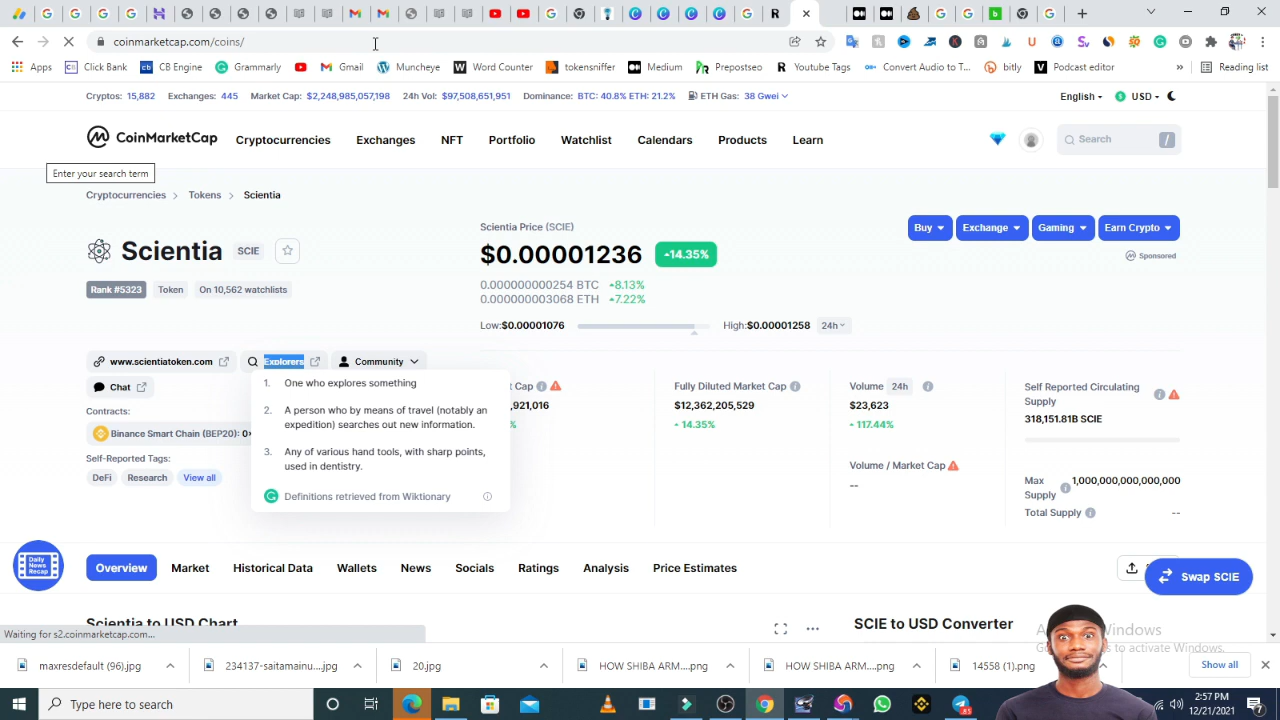 coinmarketcap.com/coins/
Apps
Click Bank
CB Engine
Grammarly
Gmail
Muncheye
Word Counter
tokensniffer
Medium
Prepostseo
Youtube Tags
Convert Audio to T...
bitly
Podcast editor
»
Reading list
Cryptos: 15,882 Exchanges: 445 Market Cap: $2,248,985,057,198 24h Vol: $97,508,651,951 Dominance: BTC: 40.8% ETH: 21.2% ETH Gas: 38 Gwei
English
USD
CoinMarketCap
Cryptocurrencies
Exchanges
NFT
Portfolio
Watchlist
Calendars
Products
Learn
Search
/
Enter your search term
Cryptocurrencies > Tokens > Scientia
Scientia SCIE
Rank #5323
Token
On 10,562 watchlists
Scientia Price (SCIE)
$0.00001236
14.35%
0.000000000254 BTC 8.13%
0.000000003068 ETH 7.22%
Low:$0.00001076
High:$0.00001258
24h
Buy
Exchange
Gaming
Earn Crypto
Sponsored
www.scientiatoken.com
Explorers
Community
Chat
Contracts:
Binance Smart Chain (BEP20):
Self-Reported Tags:
DeFi
Research
View all
1. One who explores something
2. A person who by means of travel (notably an
expedition) searches out new information.
3. Any of various hand tools, with sharp points,
used in dentistry.
Definitions retrieved from Wiktionary
t Cap
,921,016
%
Fully Diluted Market Cap
$12,362,205,529
14.35%
Volume 24h
$23,623
117.44%
Volume / Market Cap
--
Self Reported Circulating
Supply
318,151.81B SCIE
Max
Supply
1,000,000,000,000,000
Total Supply
--
Daily
News
Recap
Overview
Market
Historical Data
Wallets
News
Socials
Ratings
Analysis
Price Estimates
Swap SCIE
Scientia to USD Chart
SCIE to USD Converter
Waiting for s2.coinmarketcap.com...
Windows
s to activate Windows.
maxresdefault (96).jpg
234137-saitamainu....jpg
20.jpg
HOW SHIBA ARM....png
HOW SHIBA ARM....png
14558 (1).png
Show all
Type here to search
2:57 PM
12/21/2021